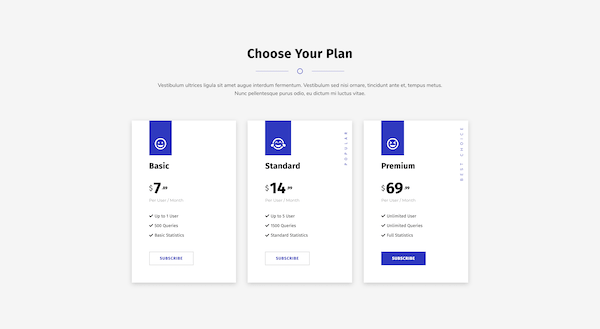 Choose Your Plan
Vestibulum ultrices ligula sit amet augue interdum fermentum. Vestibulum sed nisi ornare, tincidunt ante et, tempus metus.
Nunc pellentesque purus odio, eu dictum mi luctus vitae.
Basic
$7.99
Per User / Month
Up to 1 User
500 Queries
Basic Statistics
SUBSCRIBE
POPULER
Standard
$14.99
Per User / Month
Up to 5 User
1500 Queries
Standard Statistics
SUBSCRIBE
BEST CHOICE
Premium
$69.99
Per User / Month
Unlimited User
Unlimited Queries
Full Statistics
SUBSCRIBE